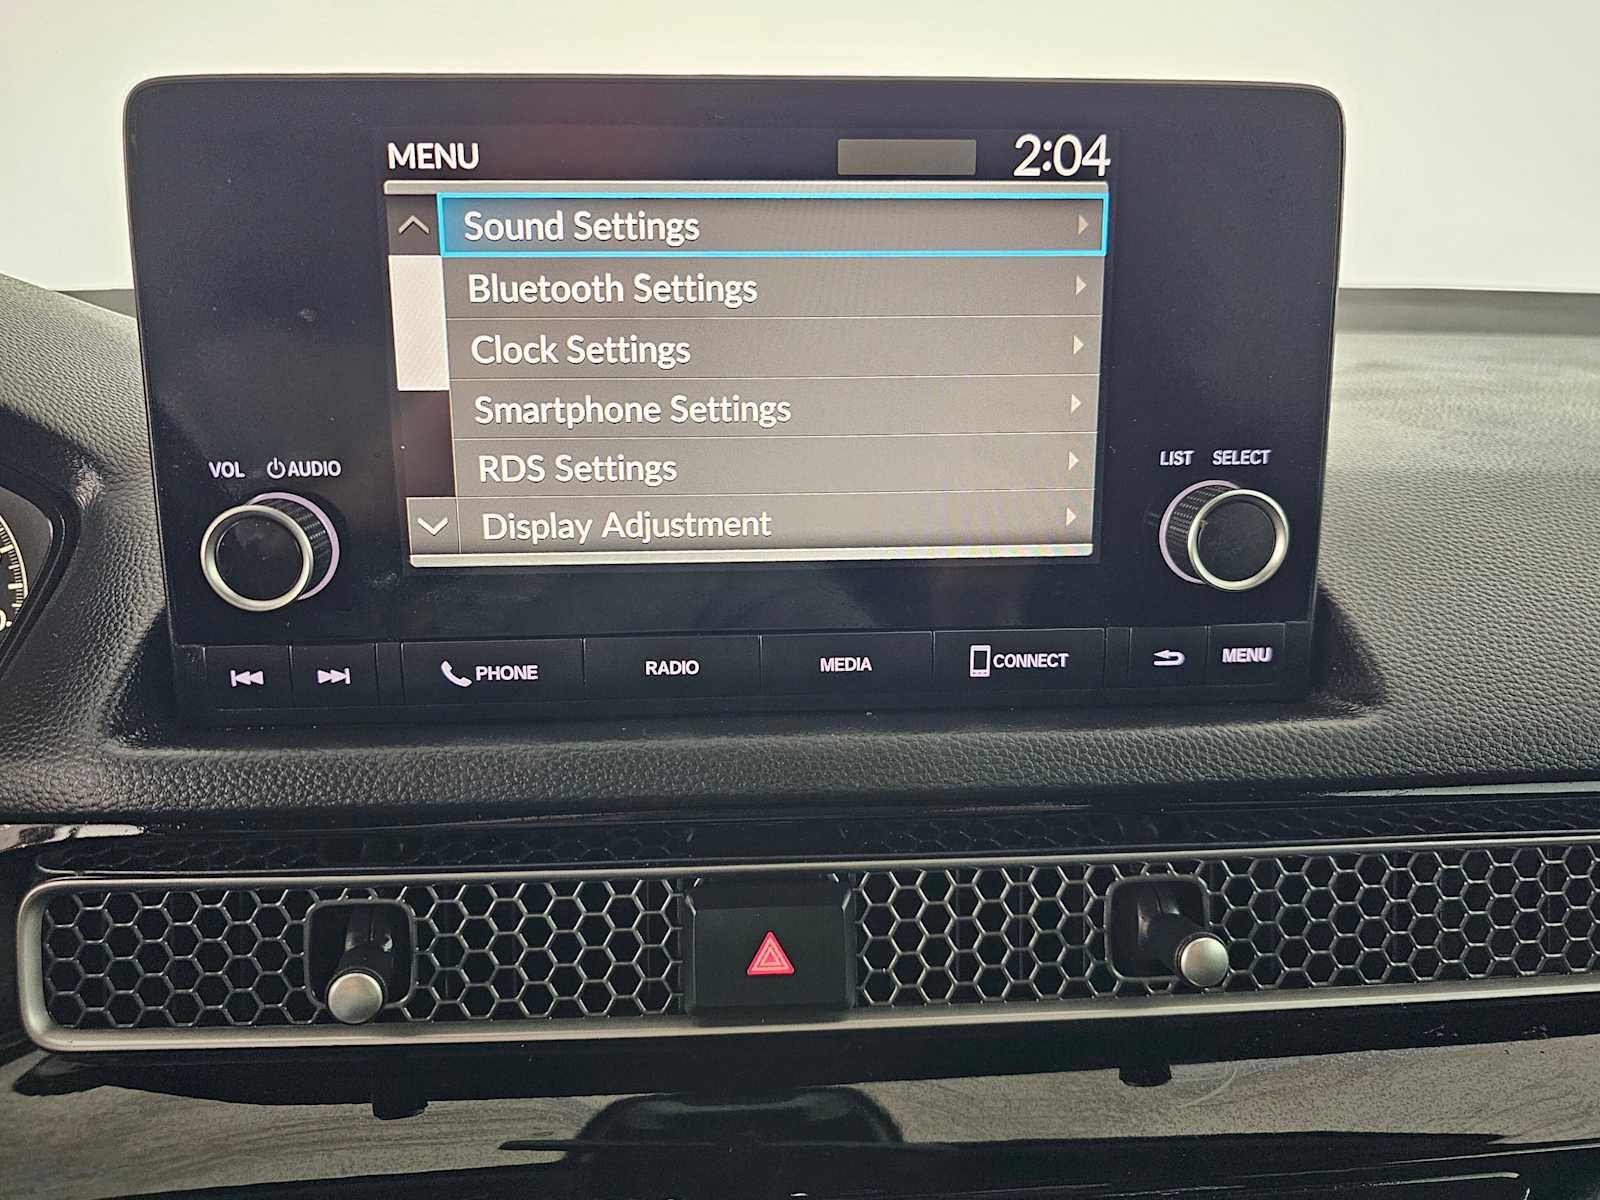 MENU 2:04
Sound Settings
Bluetooth Settings
Clock Settings
Smartphone Settings
RDS Settings
Display Adjustment
VOL AUDIO
LIST SELECT
PHONE RADIO MEDIA CONNECT MENU